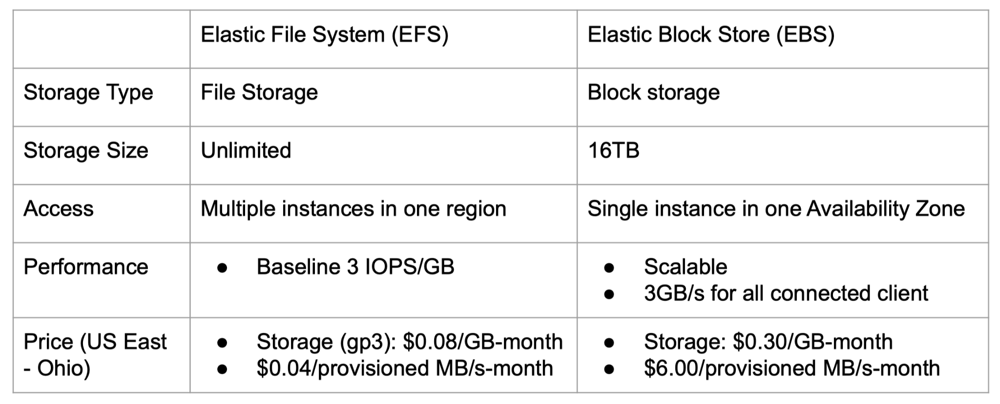 Elastic File System (EFS)
Elastic Block Store (EBS)
Storage Type
File Storage
Block storage
Storage Size
Unlimited
16TB
Access
Multiple instances in one region
Single instance in one Availability Zone
Performance
● Baseline 3 IOPS/GB
● Scalable
● 3GB/s for all connected client
Price (US East
- Ohio)
● Storage (gp3): $0.08/GB-month
● $0.04/provisioned MB/s-month
● Storage: $0.30/GB-month
● $6.00/provisioned MB/s-month